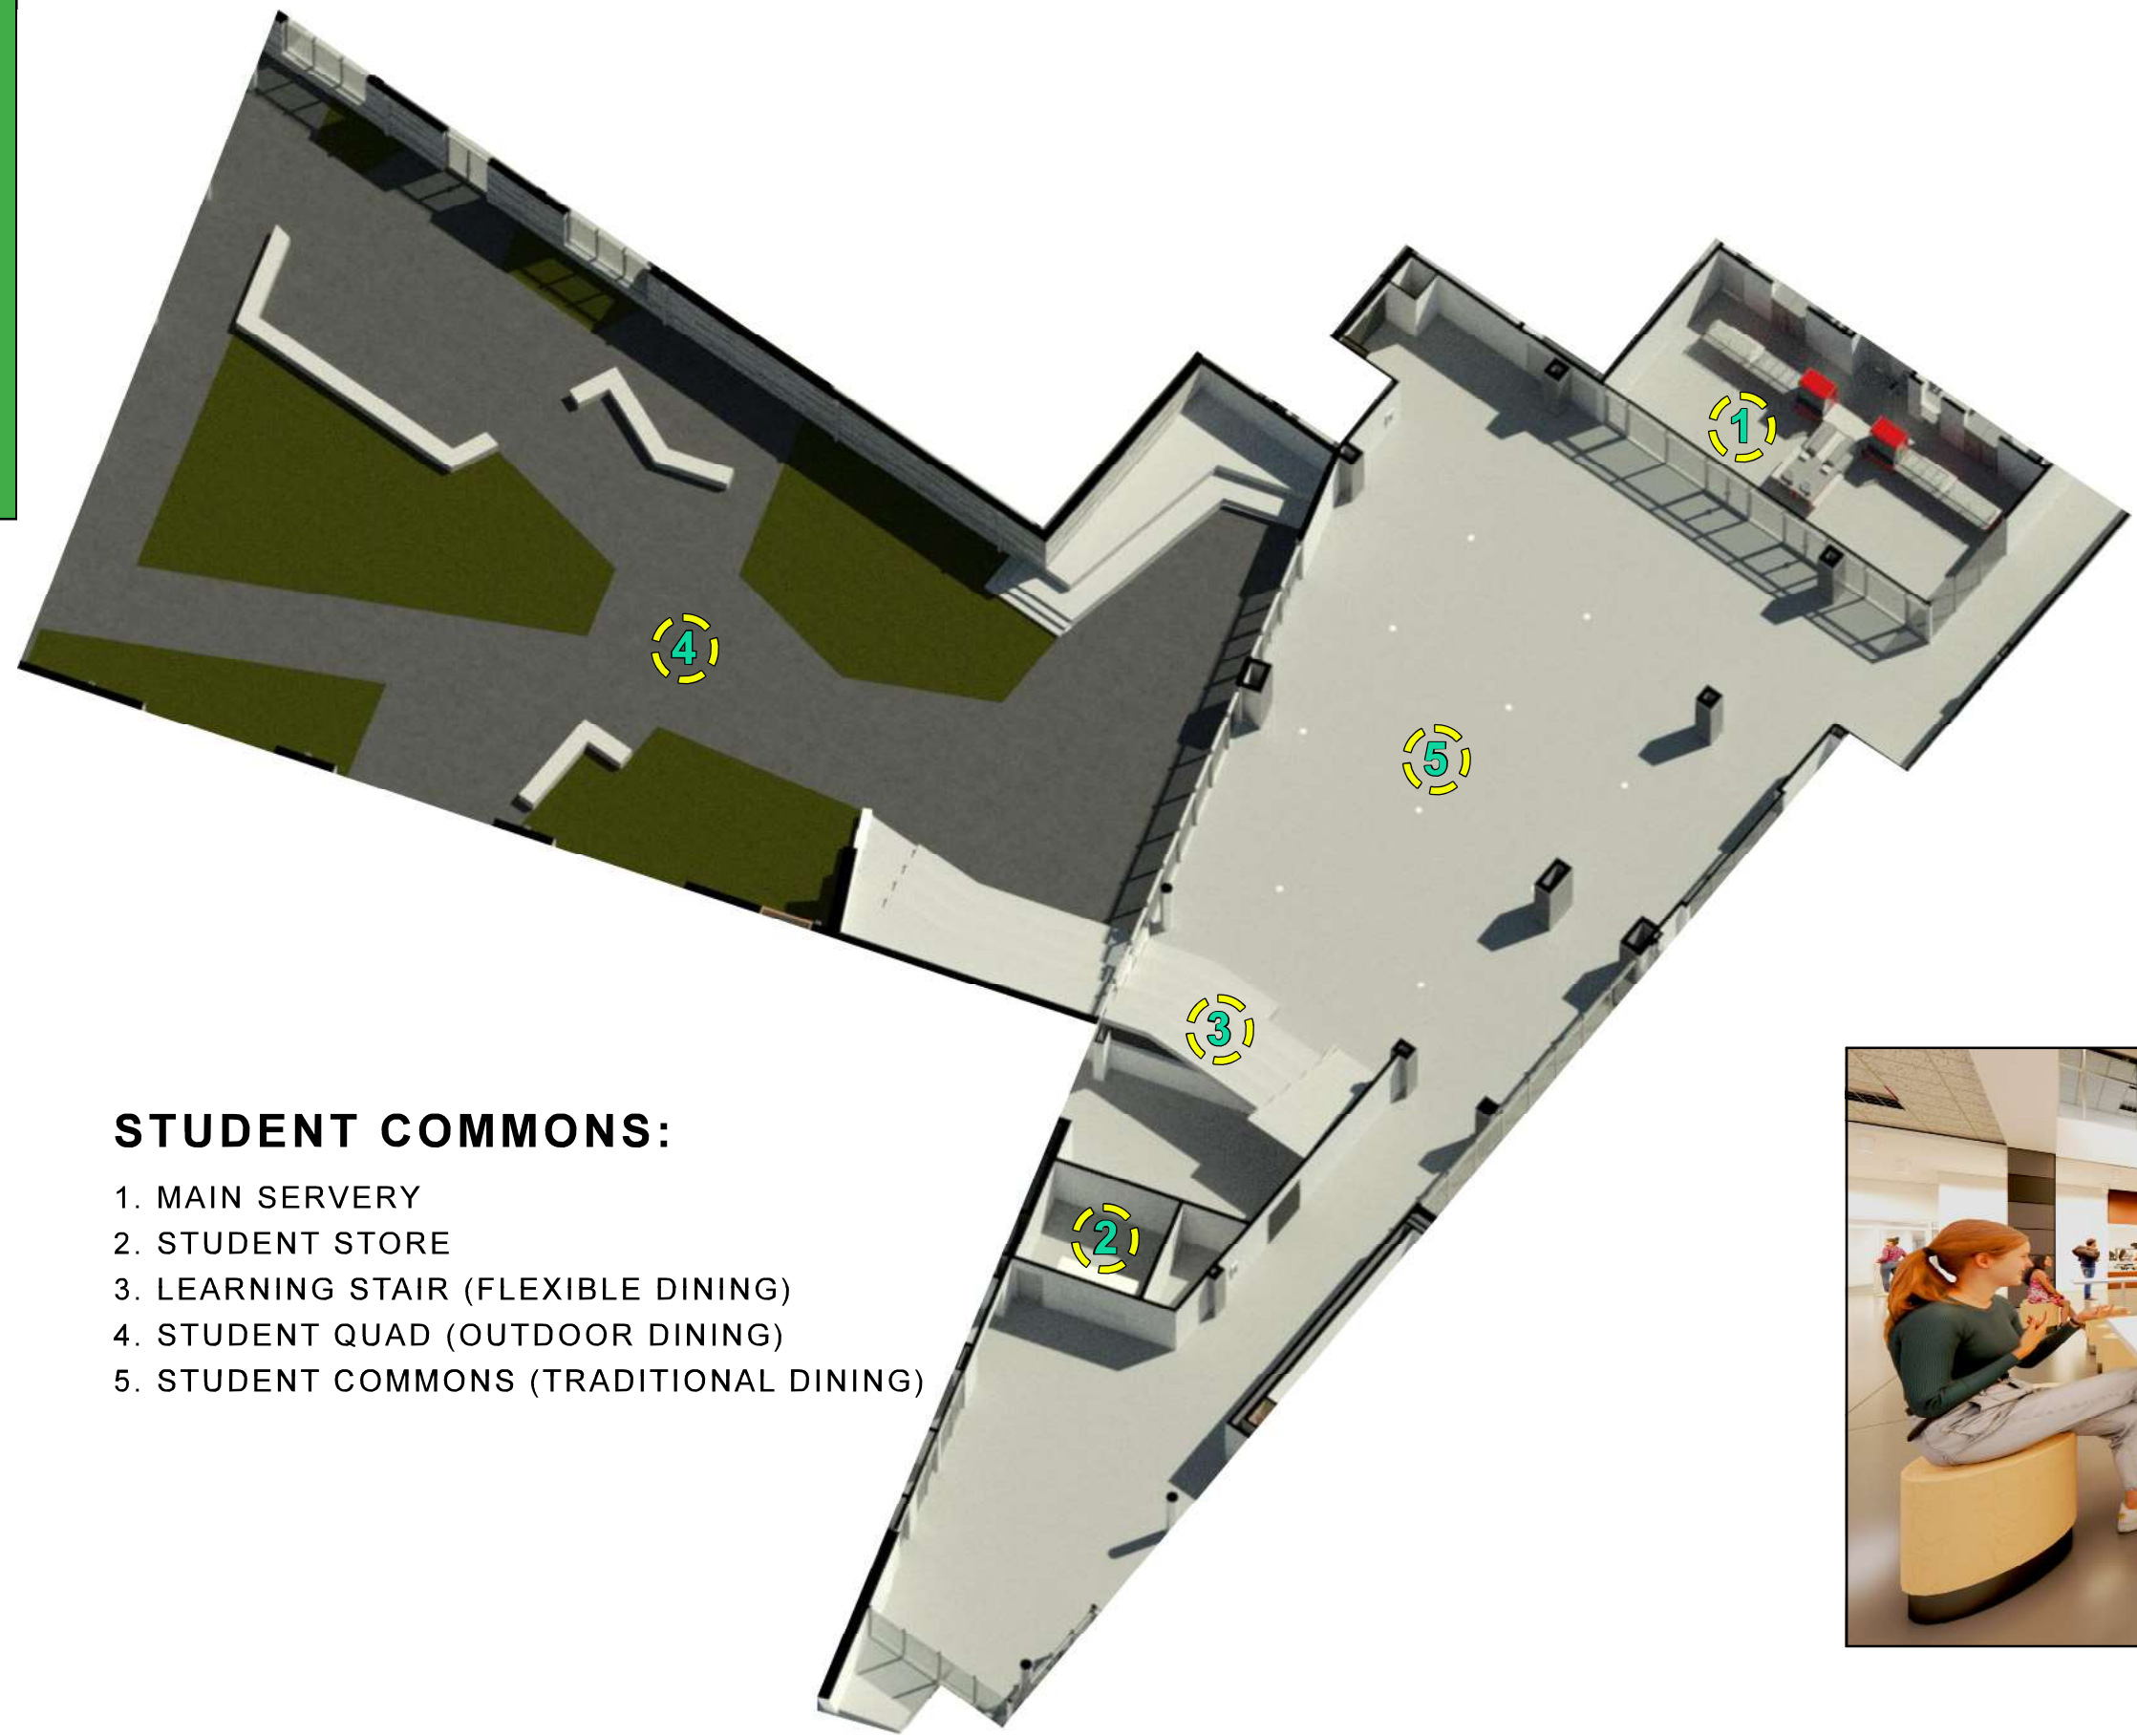 1
4
5
3
2
STUDENT COMMONS:
1. MAIN SERVERY
2. STUDENT STORE
3. LEARNING STAIR (FLEXIBLE DINING)
4. STUDENT QUAD (OUTDOOR DINING)
5. STUDENT COMMONS (TRADITIONAL DINING)